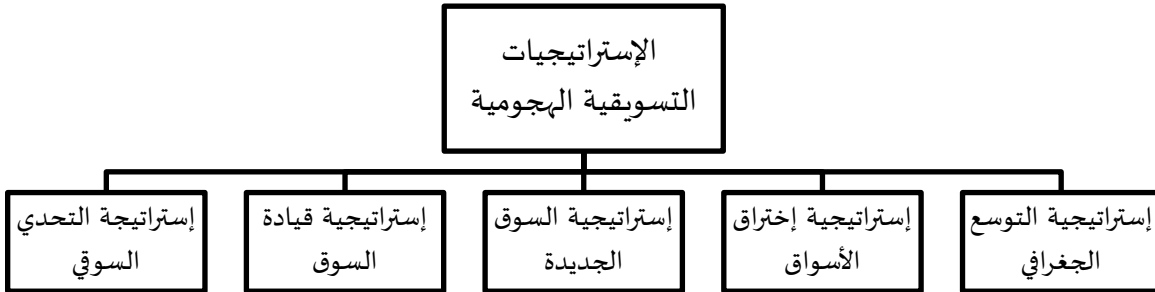 الإستراتيجيات
التسويقية الهجومية
إستراتيجية التوسع
الجغرافي
إستراتيجية إختراق
الأسواق
إستراتيجية السوق
الجديدة
إستراتيجية قيادة
السوق
إستراتيجة التحدي
السوقي